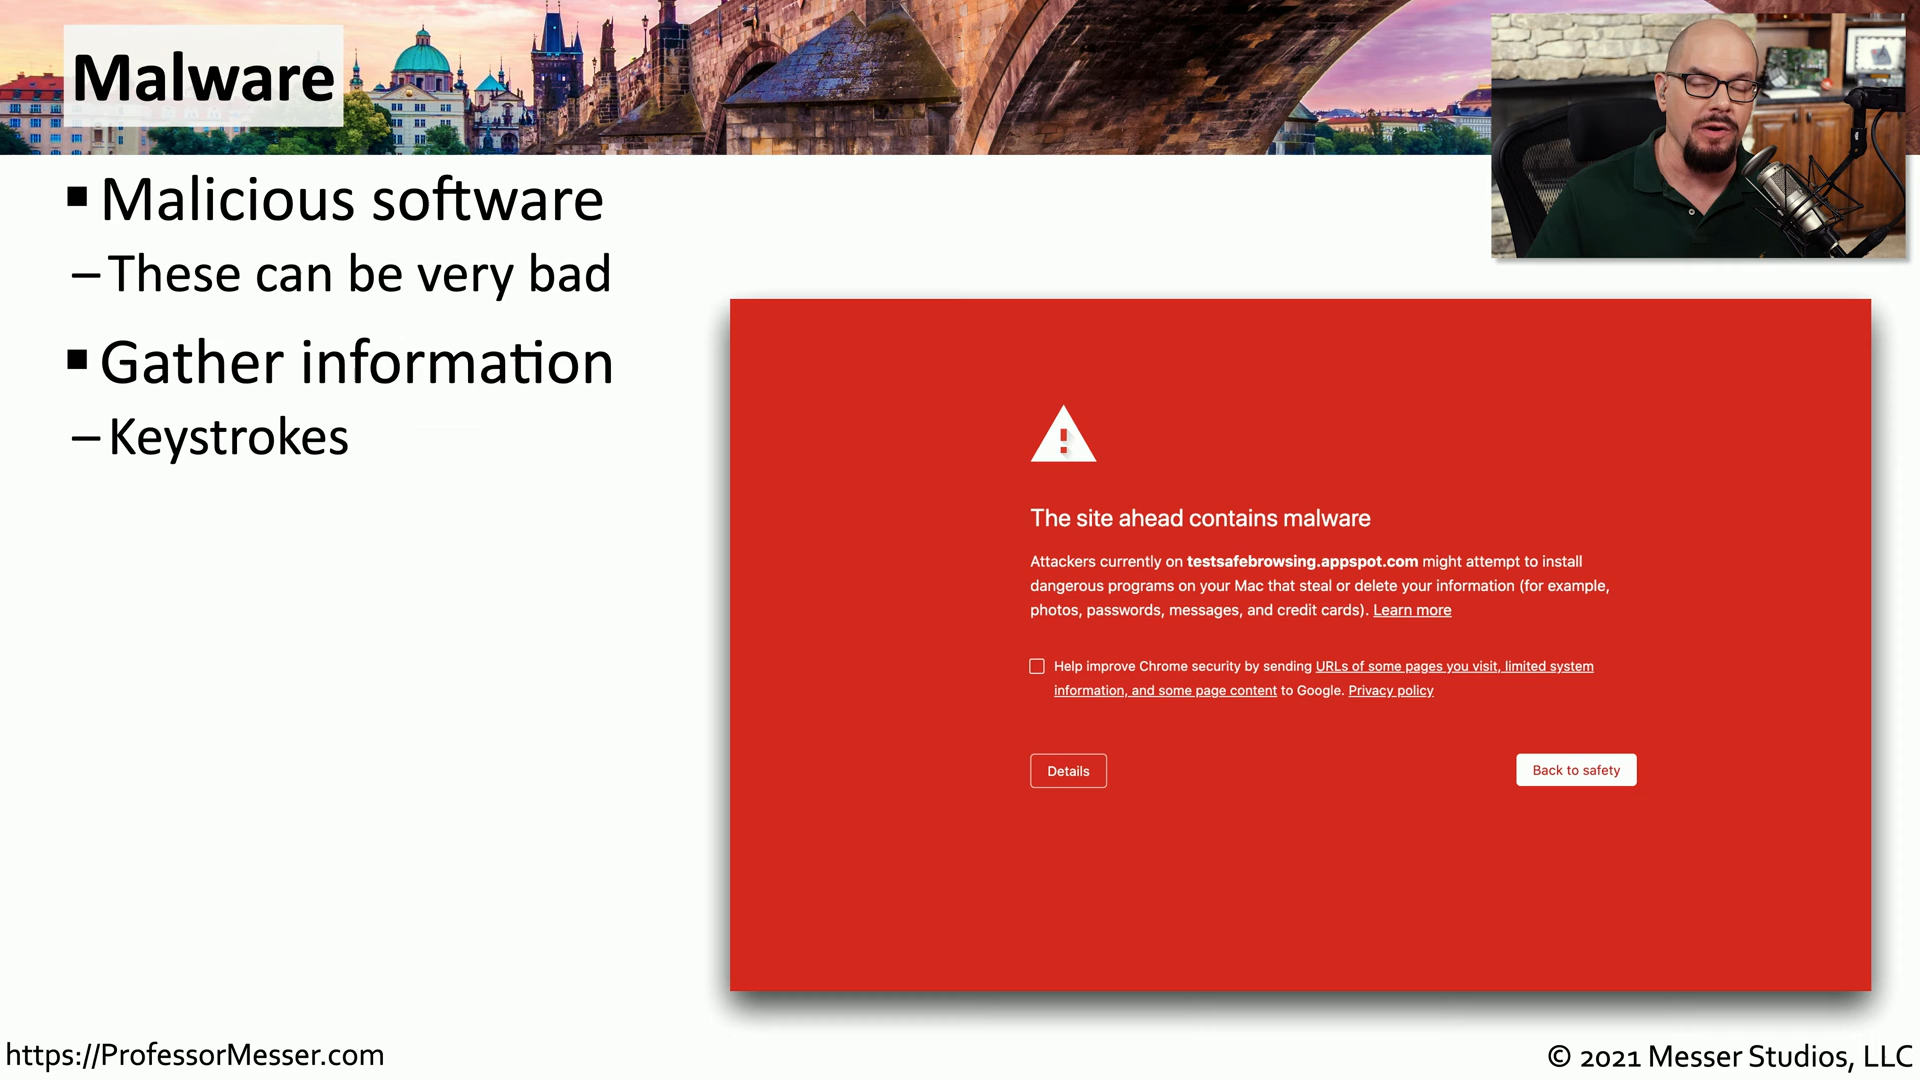 Malware
▪ Malicious software
– These can be very bad
▪ Gather information
– Keystrokes
The site ahead contains malware
Attackers currently on testsafebrowsing.appspot.com might attempt to install
dangerous programs on your Mac that steal or delete your information (for example,
photos, passwords, messages, and credit cards). Learn more
Help improve Chrome security by sending URLs of some pages you visit, limited system
information, and some page content to Google. Privacy policy
Details
Back to safety
https://ProfessorMesser.com
© 2021 Messer Studios, LLC